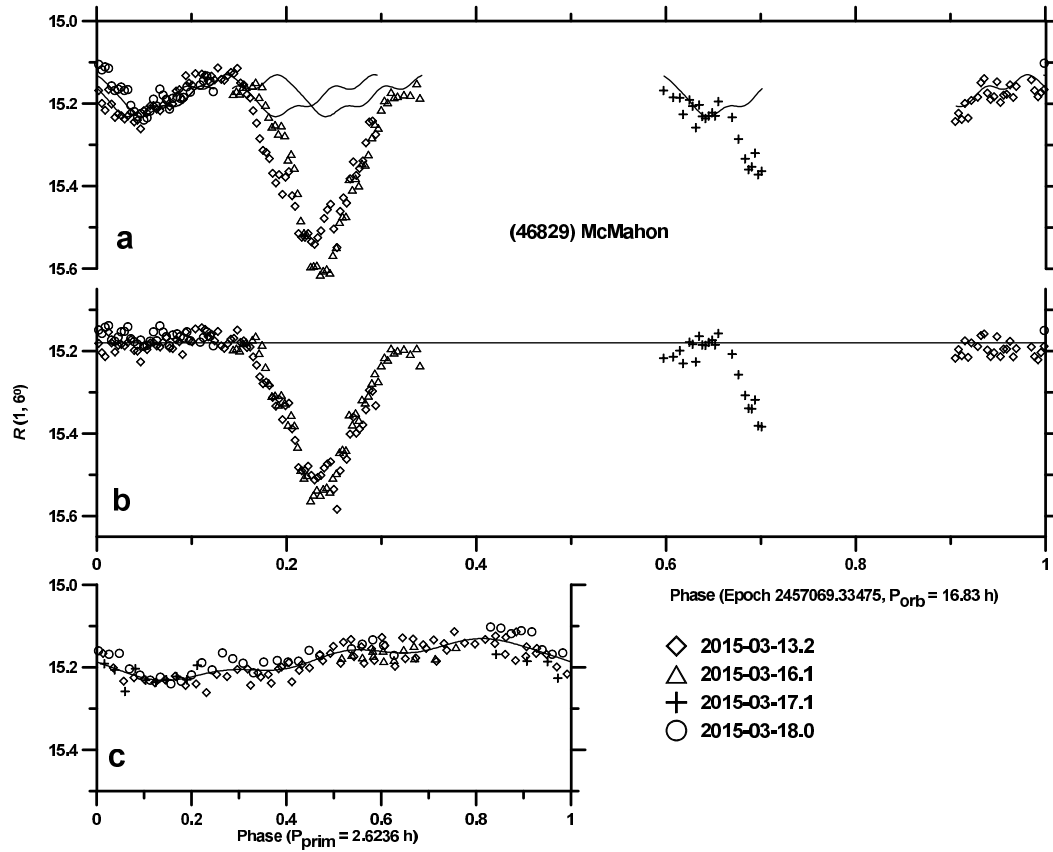 15.0
15.2
15.4
15.6
a
(46829) McMahon
15.2
15.4
15.6
R (1, 6º)
b
0 0.2 0.4 0.6 0.8 1
15.0
15.2
15.4
c
0 0.2 0.4 0.6 0.8 1
Phase (Pprim = 2.6236 h)
Phase (Epoch 2457069.33475, Porb = 16.83 h)
2015-03-13.2
2015-03-16.1
2015-03-17.1
2015-03-18.0